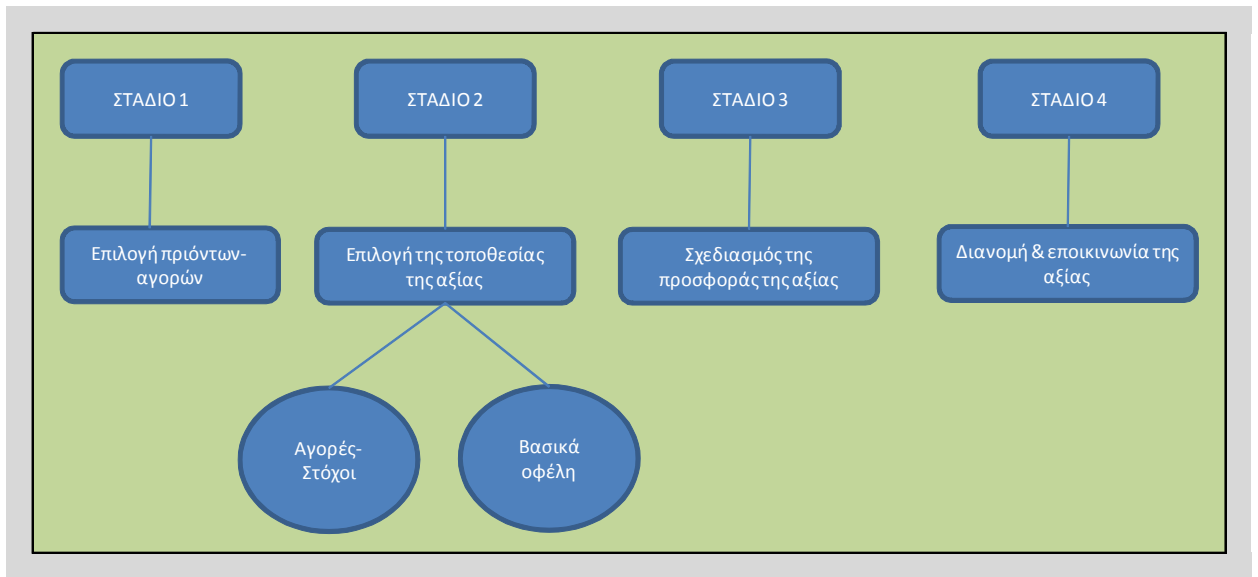 ΣΤΑΔΙΟ 1
ΣΤΑΔΙΟ 2
ΣΤΑΔΙΟ 3
ΣΤΑΔΙΟ 4
Επιλογή πριόντων-
αγορών
Επιλογή της τοποθεσίας
της αξίας
Σχεδιασμός της
προσφοράς της αξίας
Διανομή & εποικινωνία της
αξίας
Αγορές-
Στόχοι
Βασικά
οφέλη